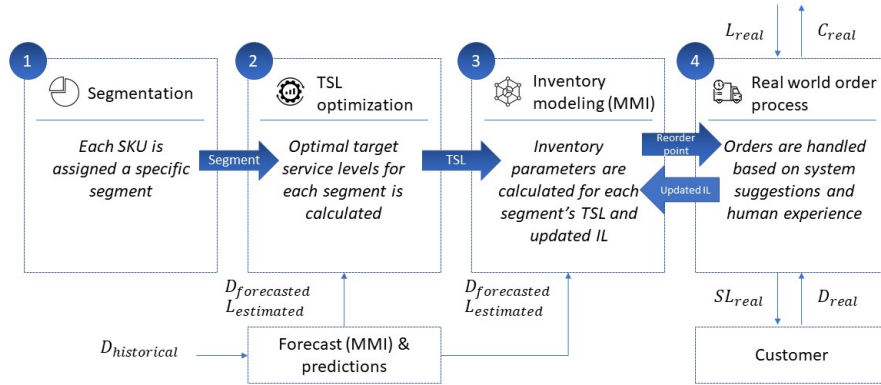 L_real
C_real
1
Segmentation
Each SKU is
assigned a specific
segment
Segment
2
TSL
optimization
Optimal target
service levels for
each segment is
calculated
TSL
3
Inventory
modeling (MMI)
Inventory
parameters are
calculated for each
segment's TSL and
updated IL
Reorder
point
Updated IL
4
Real world order
process
Orders are handled
based on system
suggestions and
human experience
D_forecasted
L_estimated
D_forecasted
L_estimated
SL_real
D_real
D_historical
Forecast (MMI) &
predictions
Customer